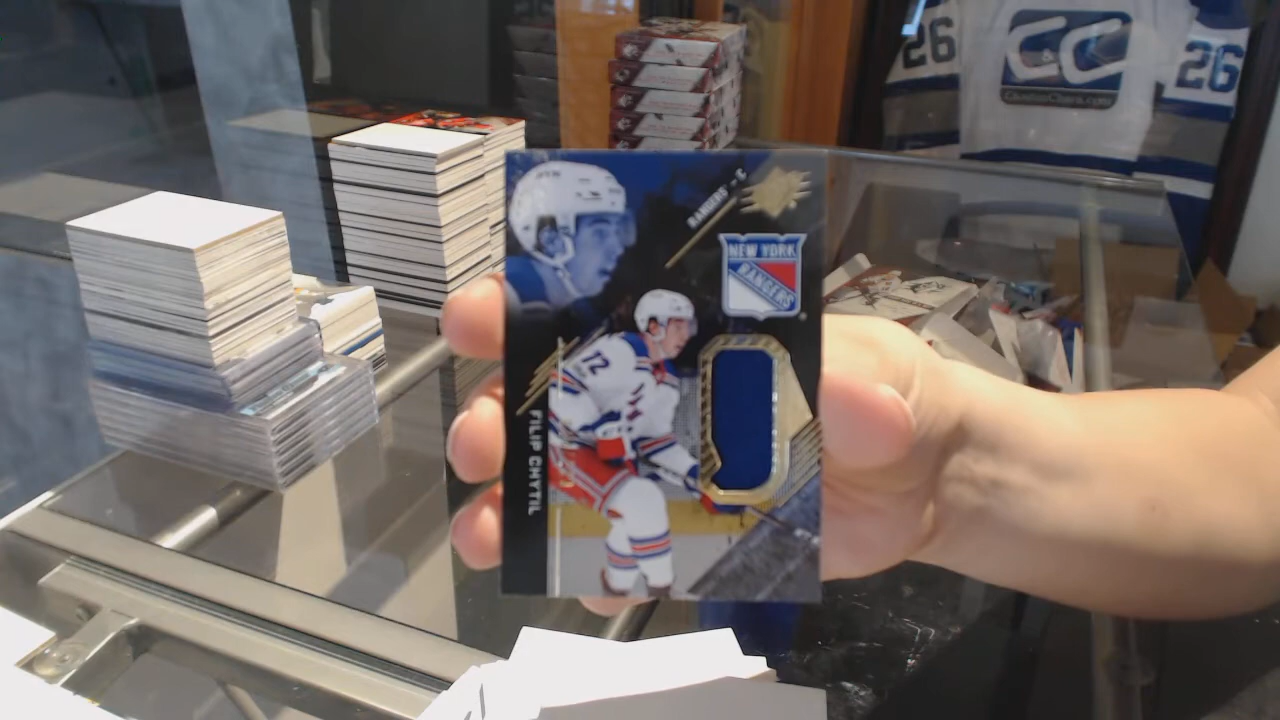 26
26
RANGERS • C
NEW YORK
RANGERS
72
FILIP CHYTIL